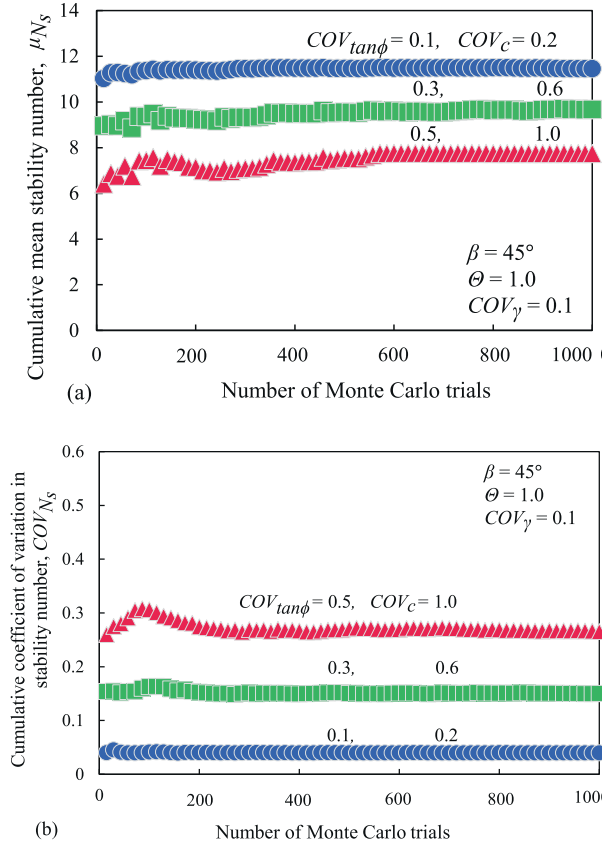 14
12
10
8
6
4
2
0
Cumulative mean stability number, μNs
COVtanϕ = 0.1, COVc = 0.2
0.3, 0.6
0.5, 1.0
β = 45°
Θ = 1.0
COVγ = 0.1
0 200 400 600 800 1000
Number of Monte Carlo trials
(a)
0.6
0.5
0.4
0.3
0.2
0.1
0
Cumulative coefficient of variation in
stability number, COVNs
β = 45°
Θ = 1.0
COVγ = 0.1
COVtanϕ = 0.5, COVc = 1.0
0.3, 0.6
0.1, 0.2
0 200 400 600 800 1000
Number of Monte Carlo trials
(b)